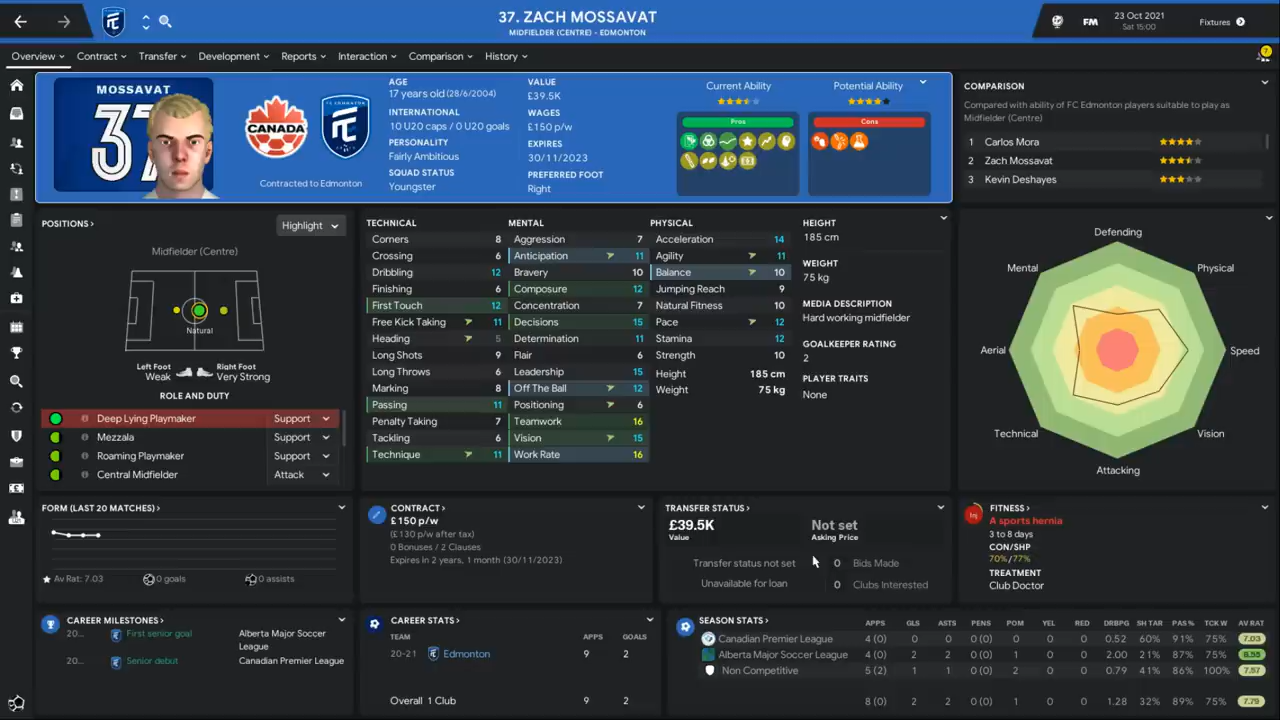 37. ZACH MOSSAVAT
MIDFIELDER (CENTRE) - EDMONTON
FM
23 Oct 2021
Sat 15:00
Fixtures
Overview
Contract
Transfer
Development
Reports
Interaction
Comparison
History
7
MOSSAVAT
37
CANADA
Contracted to Edmonton
AGE
17 years old (28/6/2004)
INTERNATIONAL
10 U20 caps / 0 U20 goals
PERSONALITY
Fairly Ambitious
SQUAD STATUS
Youngster
VALUE
£39.5K
WAGES
£150 p/w
EXPIRES
30/11/2023
PREFERRED FOOT
Right
Current Ability
Potential Ability
Pros
Cons
COMPARISON
Compared with ability of FC Edmonton players suitable to play as
Midfielder (Centre)
1 Carlos Mora
2 Zach Mossavat
3 Kevin Deshayes
POSITIONS
Highlight
Midfielder (Centre)
Natural
Left Foot
Weak
Right Foot
Very Strong
ROLE AND DUTY
Deep Lying Playmaker Support
Mezzala Support
Roaming Playmaker Support
Central Midfielder Attack
TECHNICAL
Corners 8
Crossing 6
Dribbling 12
Finishing 6
First Touch 12
Free Kick Taking 11
Heading 5
Long Shots 9
Long Throws 6
Marking 8
Passing 11
Penalty Taking 7
Tackling 6
Technique 11
MENTAL
Aggression 7
Anticipation 11
Bravery 10
Composure 12
Concentration 7
Decisions 15
Determination 11
Flair 6
Leadership 15
Off The Ball 12
Positioning 6
Teamwork 16
Vision 15
Work Rate 16
PHYSICAL
Acceleration 14
Agility 11
Balance 10
Jumping Reach 9
Natural Fitness 10
Pace 12
Stamina 12
Strength 10
Height 185 cm
Weight 75 kg
HEIGHT
185 cm
WEIGHT
75 kg
MEDIA DESCRIPTION
Hard working midfielder
GOALKEEPER RATING
2
PLAYER TRAITS
None
Defending
Physical
Speed
Vision
Attacking
Technical
Aerial
Mental
FORM (LAST 20 MATCHES)
Av Rat: 7.03
0 goals
0 assists
CONTRACT
£150 p/w
(£130 p/w after tax)
0 Bonuses / 2 Clauses
Expires in 2 years, 1 month (30/11/2023)
TRANSFER STATUS
£39.5K
Value
Not set
Asking Price
Transfer status not set
0 Bids Made
Unavailable for loan
0 Clubs Interested
Inj
FITNESS
A sports hernia
3 to 8 days
CON/SHP
70%/77%
TREATMENT
Club Doctor
CAREER MILESTONES
20... First senior goal Alberta Major Soccer
League
20... Senior debut Canadian Premier League
CAREER STATS
TEAM APPS GOALS
20-21 Edmonton 9 2
Overall 1 Club 9 2
SEASON STATS APPS GLS ASTS PENS POM YEL RED DRBPG SH TAR PAS % TCK W AV RAT
Canadian Premier League 4 (0) 0 0 0 (0) 0 0 0 0.52 60% 91% 75% 7.03
Alberta Major Soccer League 4 (0) 2 2 0 (0) 1 0 0 2.00 21% 87% 75% 8.55
Non Competitive 5 (2) 1 1 0 (0) 2 0 0 0.79 41% 86% 100% 7.57
8 (0) 2 2 0 (0) 1 0 0 1.28 32% 89% 75% 7.79